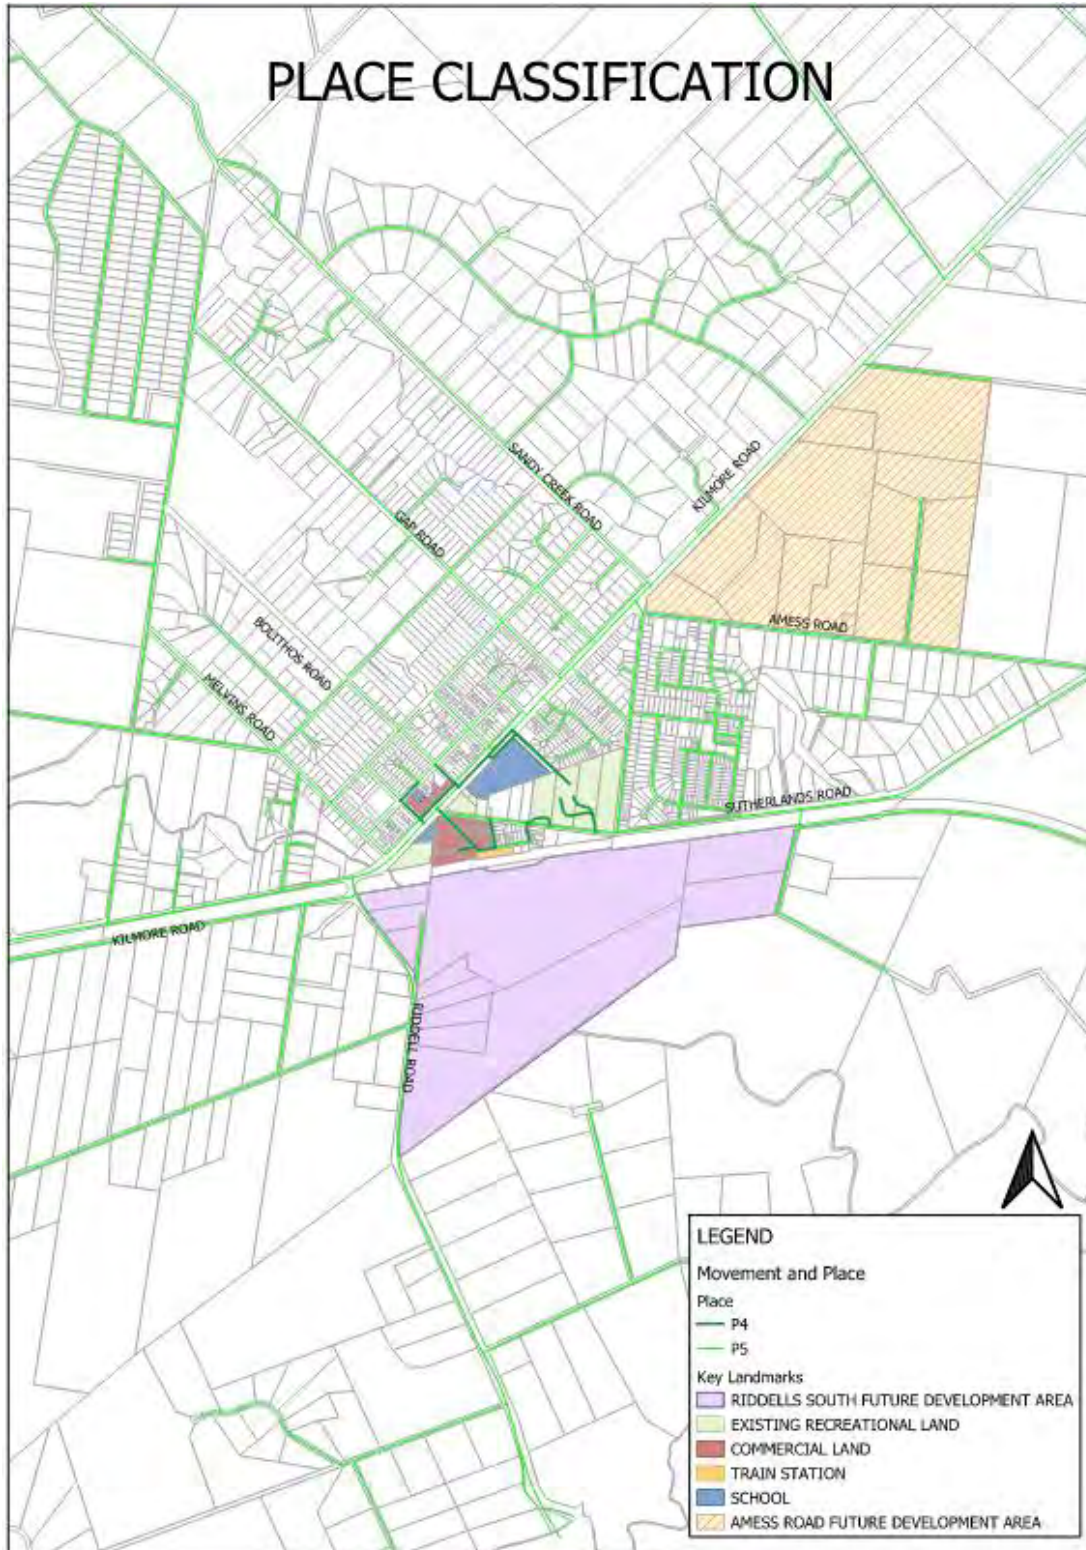 PLACE CLASSIFICATION
SANDY CREEK ROAD
KILMORE ROAD
GAP ROAD
AMESS ROAD
BOLITHOS ROAD
MELVINS ROAD
SUTHERLANDS ROAD
KILMORE ROAD
RIDDELL ROAD
LEGEND
Movement and Place
Place
P4
P5
Key Landmarks
RIDDELLS SOUTH FUTURE DEVELOPMENT AREA
EXISTING RECREATIONAL LAND
COMMERCIAL LAND
TRAIN STATION
SCHOOL
AMESS ROAD FUTURE DEVELOPMENT AREA